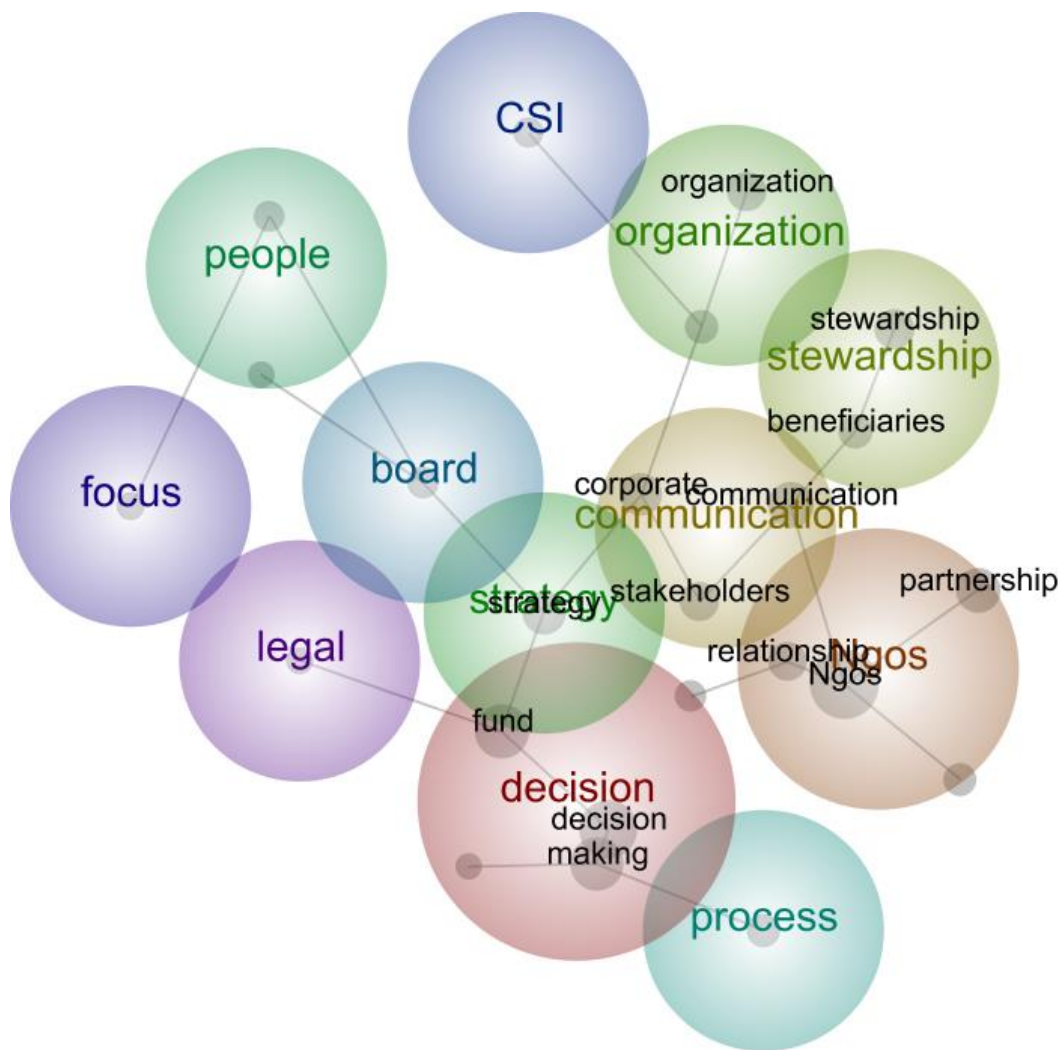 CSI
organization
organization
people
stewardship
stewardship
beneficiaries
board
focus
corporate
communication
communication
strategy
strategy
stakeholders
partnership
legal
relationship
Ngos
Ngos
fund
decision
decision
making
process